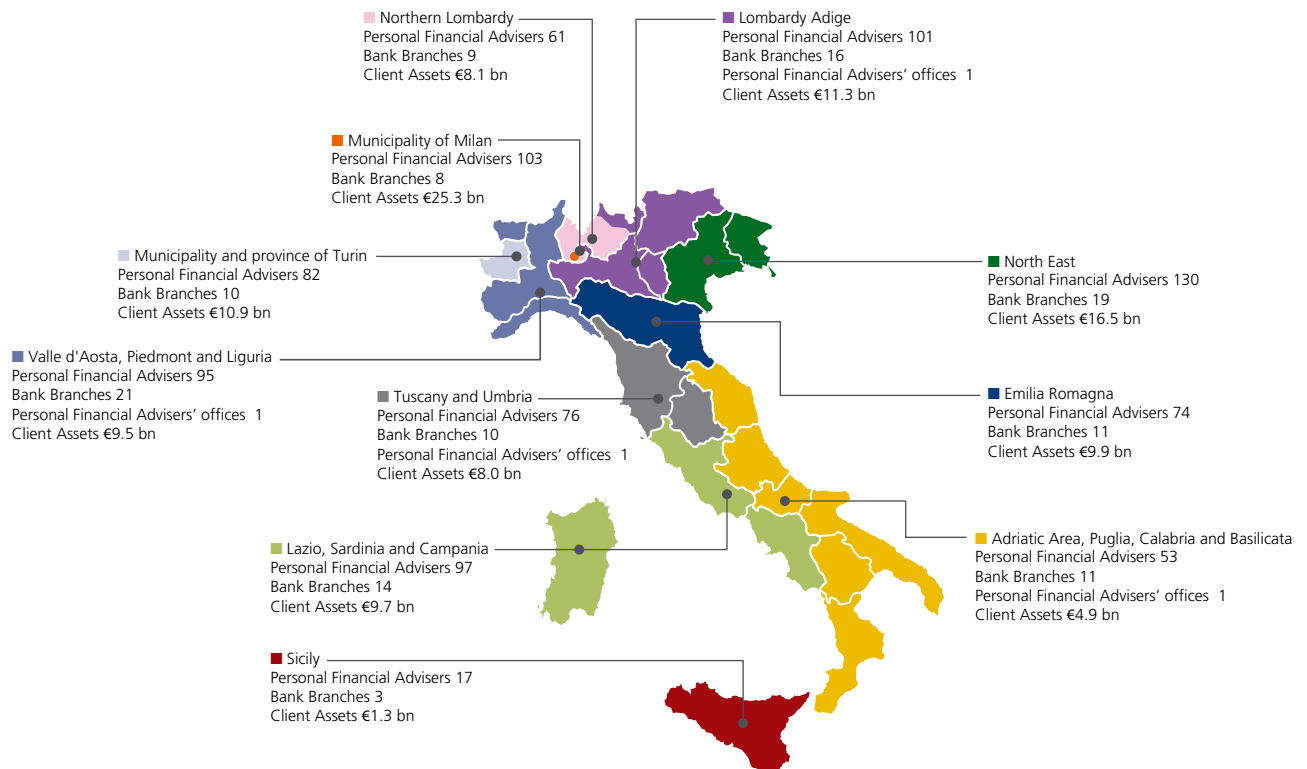 Northern Lombardy
Personal Financial Advisers 61
Bank Branches 9
Client Assets €8.1 bn
Lombardy Adige
Personal Financial Advisers 101
Bank Branches 16
Personal Financial Advisers’ offices 1
Client Assets €11.3 bn
Municipality of Milan
Personal Financial Advisers 103
Bank Branches 8
Client Assets €25.3 bn
Municipality and province of Turin
Personal Financial Advisers 82
Bank Branches 10
Client Assets €10.9 bn
North East
Personal Financial Advisers 130
Bank Branches 19
Client Assets €16.5 bn
Valle d'Aosta, Piedmont and Liguria
Personal Financial Advisers 95
Bank Branches 21
Personal Financial Advisers’ offices 1
Client Assets €9.5 bn
Tuscany and Umbria
Personal Financial Advisers 76
Bank Branches 10
Personal Financial Advisers’ offices 1
Client Assets €8.0 bn
Emilia Romagna
Personal Financial Advisers 74
Bank Branches 11
Client Assets €9.9 bn
Lazio, Sardinia and Campania
Personal Financial Advisers 97
Bank Branches 14
Client Assets €9.7 bn
Adriatic Area, Puglia, Calabria and Basilicata
Personal Financial Advisers 53
Bank Branches 11
Personal Financial Advisers’ offices 1
Client Assets €4.9 bn
Sicily
Personal Financial Advisers 17
Bank Branches 3
Client Assets €1.3 bn